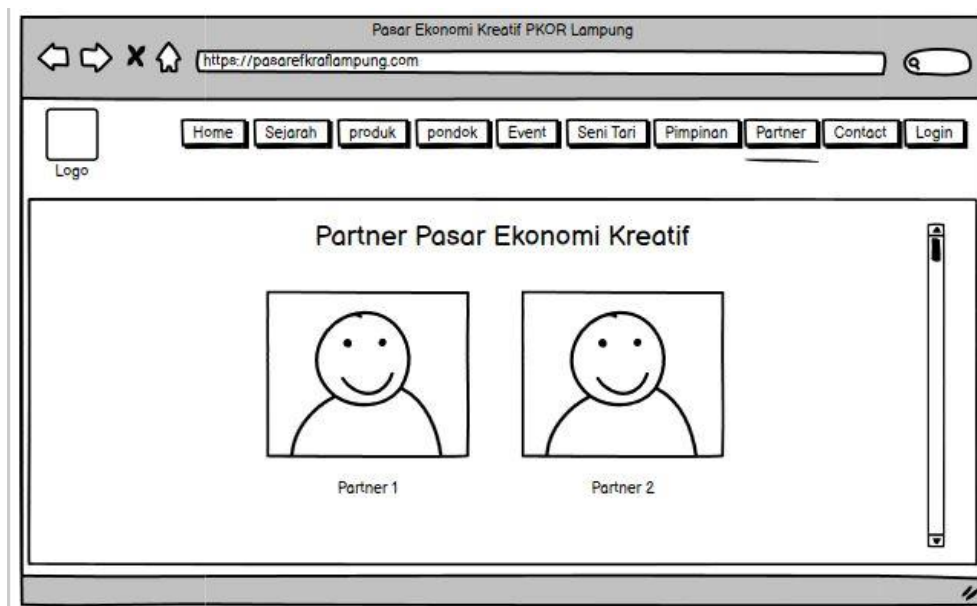 Pasar Ekonomi Kreatif PKOR Lampung
https://pasarefkraflampung.com
Home Sejarah produk pondok Event Seni Tari Pimpinan Partner Contact Login
Logo
Partner Pasar Ekonomi Kreatif
Partner 1 Partner 2